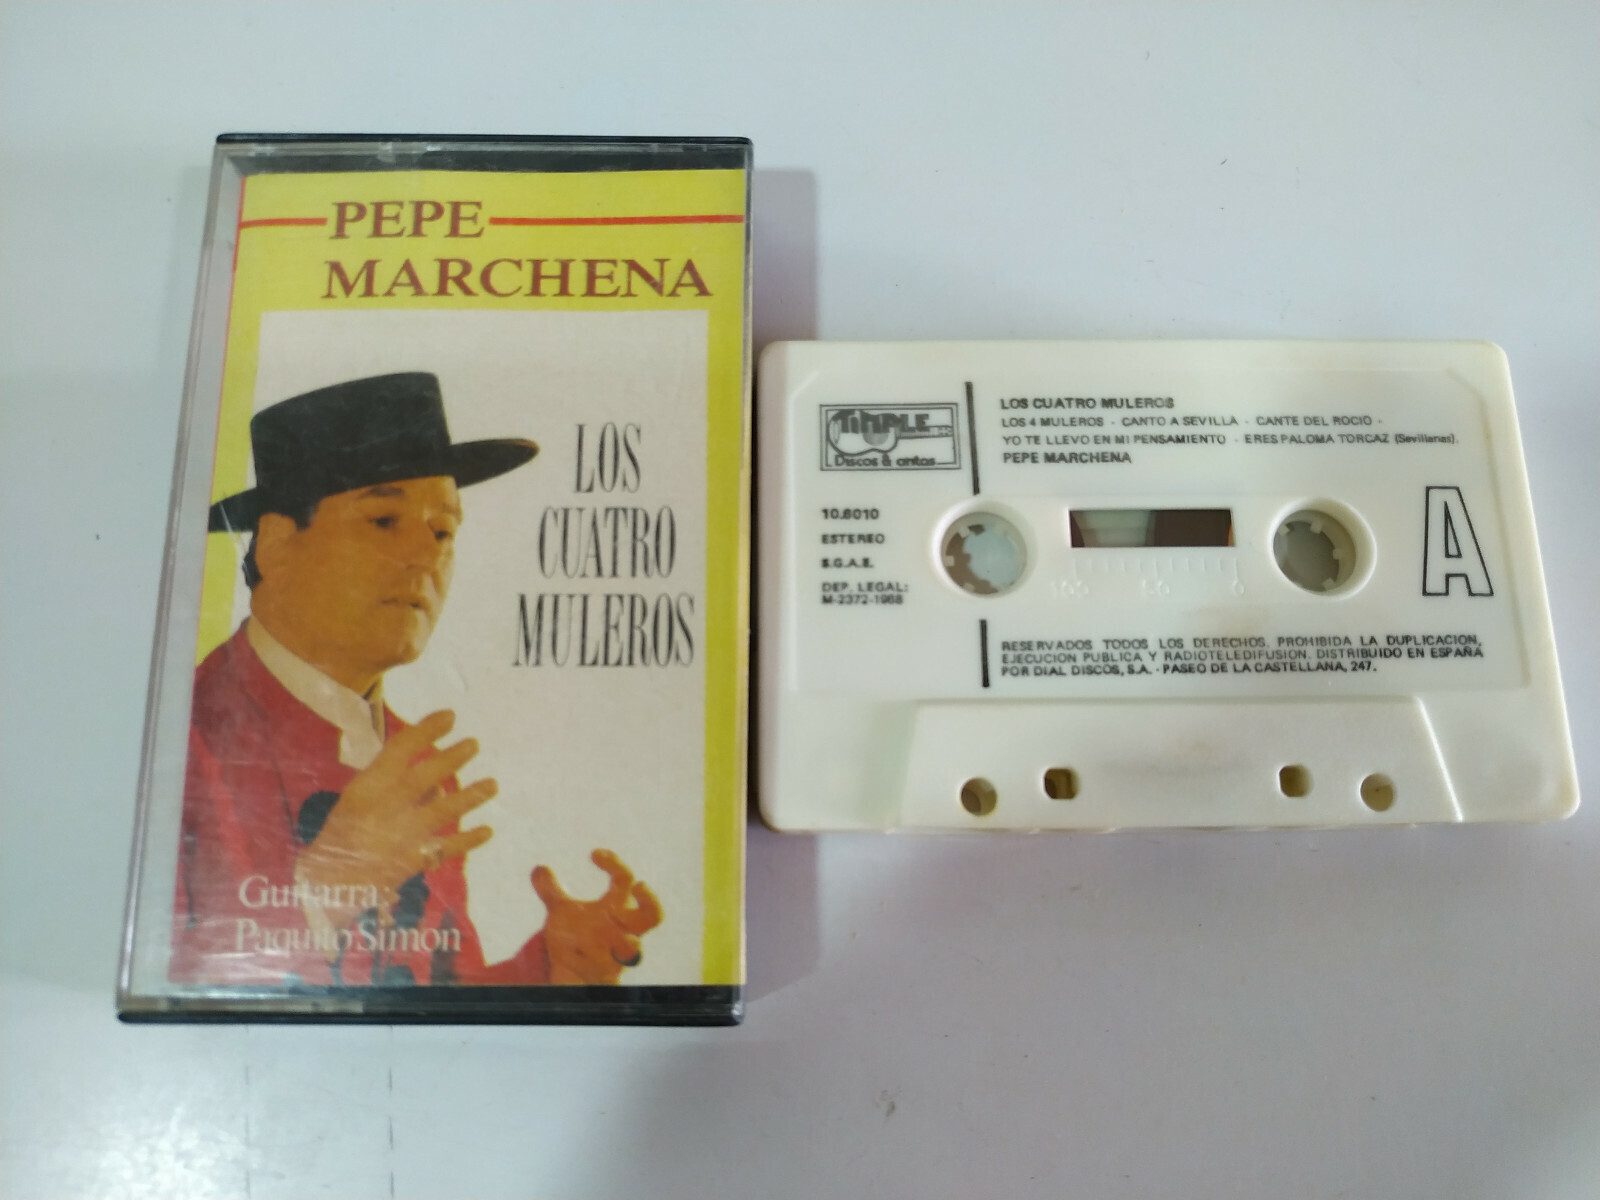 PEPE
MARCHENA
LOS
CUATRO
MULEROS
Guitarra:
Paquito Simon
TIMPLE
Discos & cintas
LOS CUATRO MULEROS
LOS 4 MULEROS - CANTO A SEVILLA - CANTE DEL ROCIO -
YO TE LLEVO EN MI PENSAMIENTO - ERES PALOMA TORCAZ (Sevillanas).
PEPE MARCHENA
10.6010
ESTEREO
S.G.A.E.
DEP. LEGAL:
M-2372-1988
A
100 50 0
RESERVADOS TODOS LOS DERECHOS. PROHIBIDA LA DUPLICACION,
EJECUCION PUBLICA Y RADIOTELEDIFUSION. DISTRIBUIDO EN ESPAÑA
POR DIAL DISCOS, S.A. - PASEO DE LA CASTELLANA, 247.